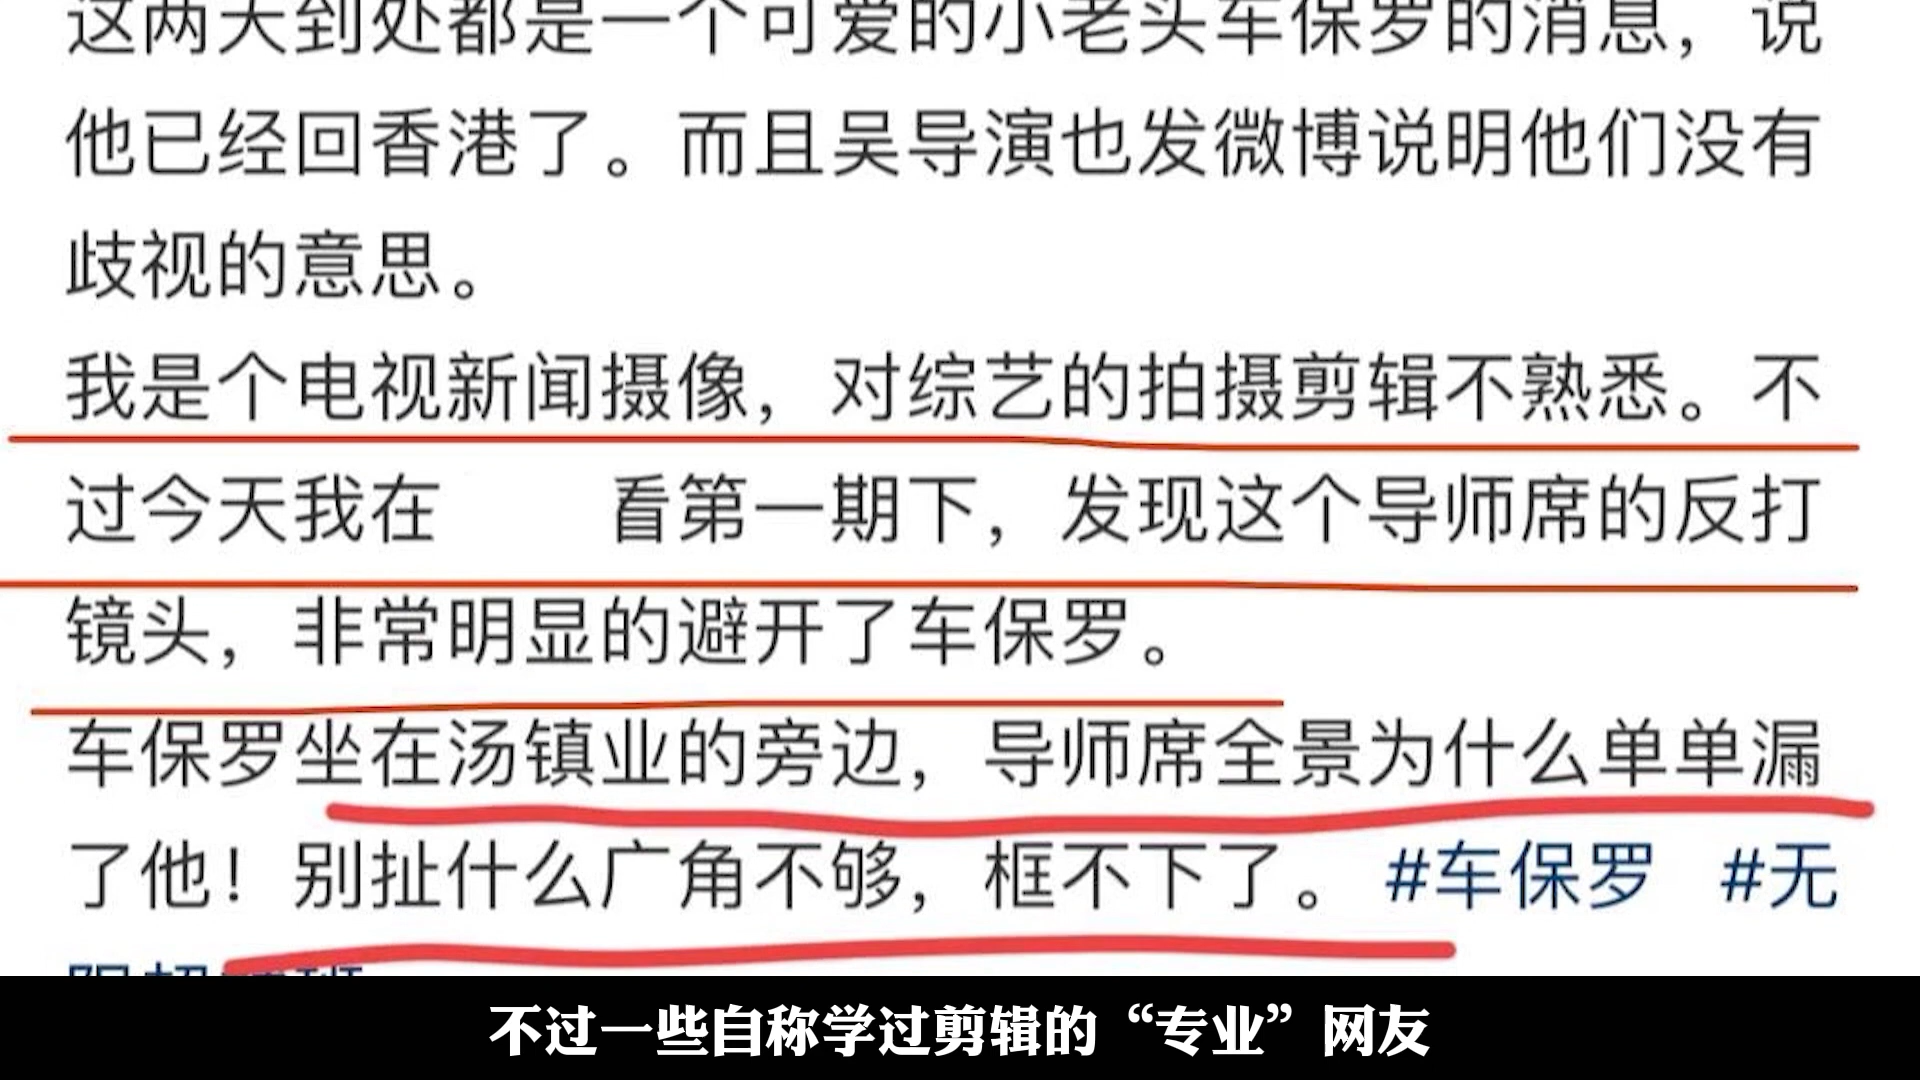 这两天到处都是一个可爱的小老头车保罗的消息，说
他已经回香港了。而且吴导演也发微博说明他们没有
歧视的意思。
我是个电视新闻摄像，对综艺的拍摄剪辑不熟悉。不
过今天我在 看第一期下，发现这个导师席的反打
镜头，非常明显的避开了车保罗。
车保罗坐在汤镇业的旁边，导师席全景为什么单单漏
了他！别扯什么广角不够，框不下了。#车保罗 #无
不过一些自称学过剪辑的“专业”网友